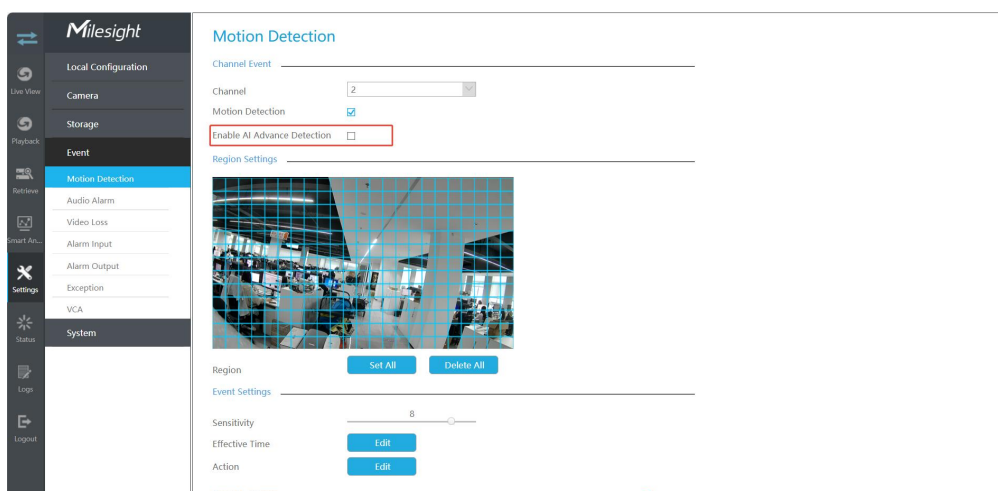 Milesight
Live View
Playback
Retrieve
Smart An...
Settings
Status
Logs
Logout
Local Configuration
Camera
Storage
Event
Motion Detection
Audio Alarm
Video Loss
Alarm Input
Alarm Output
Exception
VCA
System
Motion Detection
Channel Event
Channel 2
Motion Detection
Enable AI Advance Detection
Region Settings
Region Set All Delete All
Event Settings
Sensitivity 8
Effective Time Edit
Action Edit